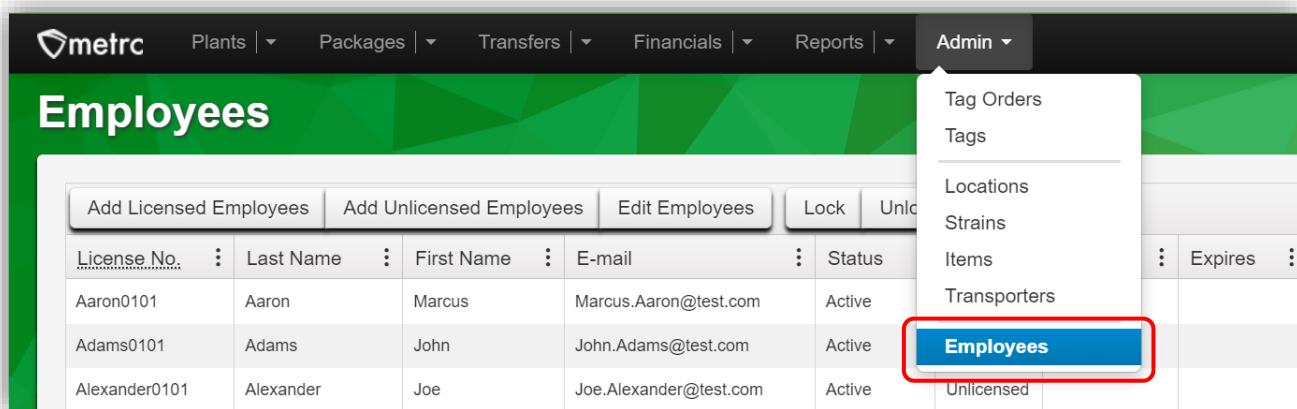 metrc Plants Packages Transfers Financials Reports Admin
Employees
Tag Orders
Tags
Locations
Strains
Items
Transporters
Employees
Add Licensed Employees Add Unlicensed Employees Edit Employees Lock
License No. Last Name First Name E-mail Status Expires
Aaron0101 Aaron Marcus Marcus.Aaron@test.com Active
Adams0101 Adams John John.Adams@test.com Active
Alexander0101 Alexander Joe Joe.Alexander@test.com Active Unlicensed